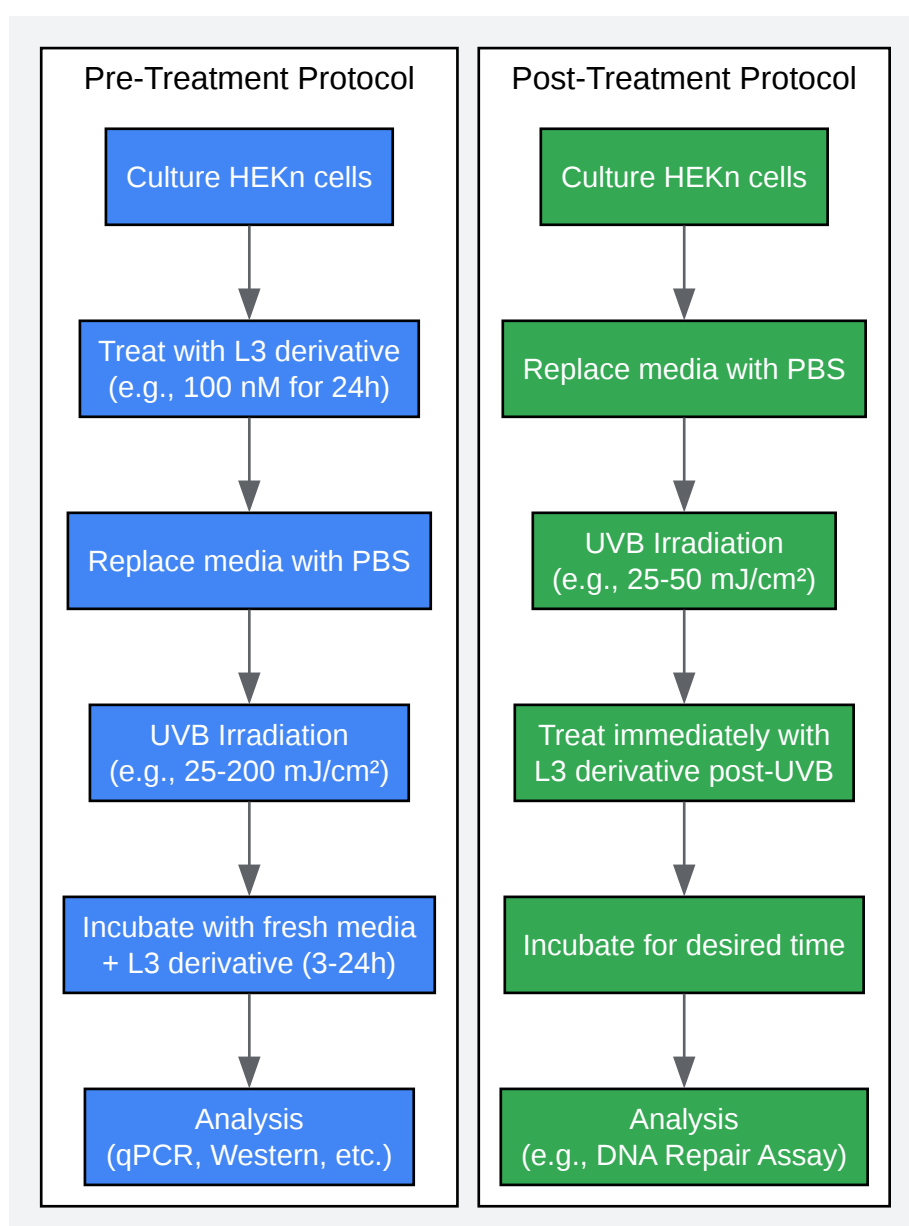 Pre-Treatment Protocol
Culture HEKn cells
Treat with L3 derivative
(e.g., 100 nM for 24h)
Replace media with PBS
UVB Irradiation
(e.g., 25-200 mJ/cm²)
Incubate with fresh media
+ L3 derivative (3-24h)
Analysis
(qPCR, Western, etc.)
Post-Treatment Protocol
Culture HEKn cells
Replace media with PBS
UVB Irradiation
(e.g., 25-50 mJ/cm²)
Treat immediately with
L3 derivative post-UVB
Incubate for desired time
Analysis
(e.g., DNA Repair Assay)